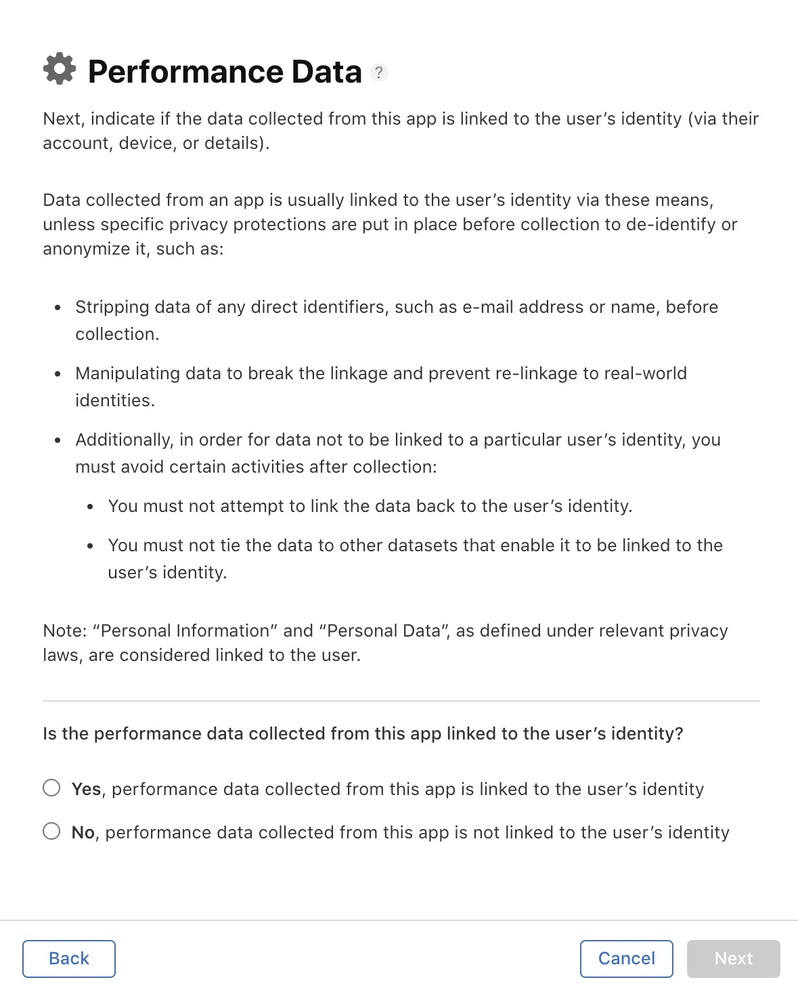 Performance Data ?
Next, indicate if the data collected from this app is linked to the user’s identity (via their
account, device, or details).
Data collected from an app is usually linked to the user’s identity via these means,
unless specific privacy protections are put in place before collection to de-identify or
anonymize it, such as:
• Stripping data of any direct identifiers, such as e-mail address or name, before
collection.
• Manipulating data to break the linkage and prevent re-linkage to real-world
identities.
• Additionally, in order for data not to be linked to a particular user’s identity, you
must avoid certain activities after collection:
• You must not attempt to link the data back to the user’s identity.
• You must not tie the data to other datasets that enable it to be linked to the
user’s identity.
Note: “Personal Information” and “Personal Data”, as defined under relevant privacy
laws, are considered linked to the user.
Is the performance data collected from this app linked to the user’s identity?
Yes, performance data collected from this app is linked to the user’s identity
No, performance data collected from this app is not linked to the user’s identity
Back Cancel Next